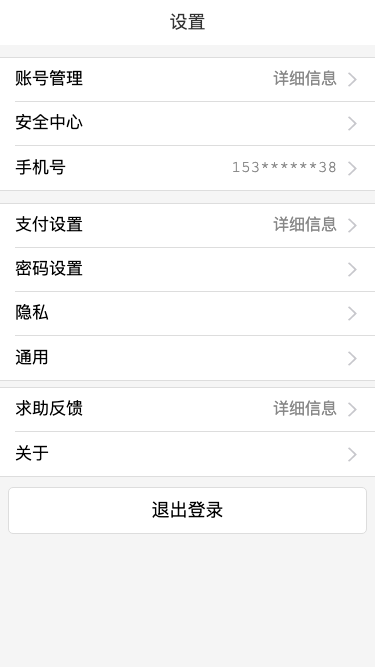 设置
账号管理 详细信息
安全中心
手机号 153******38
支付设置 详细信息
密码设置
隐私
通用
求助反馈 详细信息
关于
退出登录